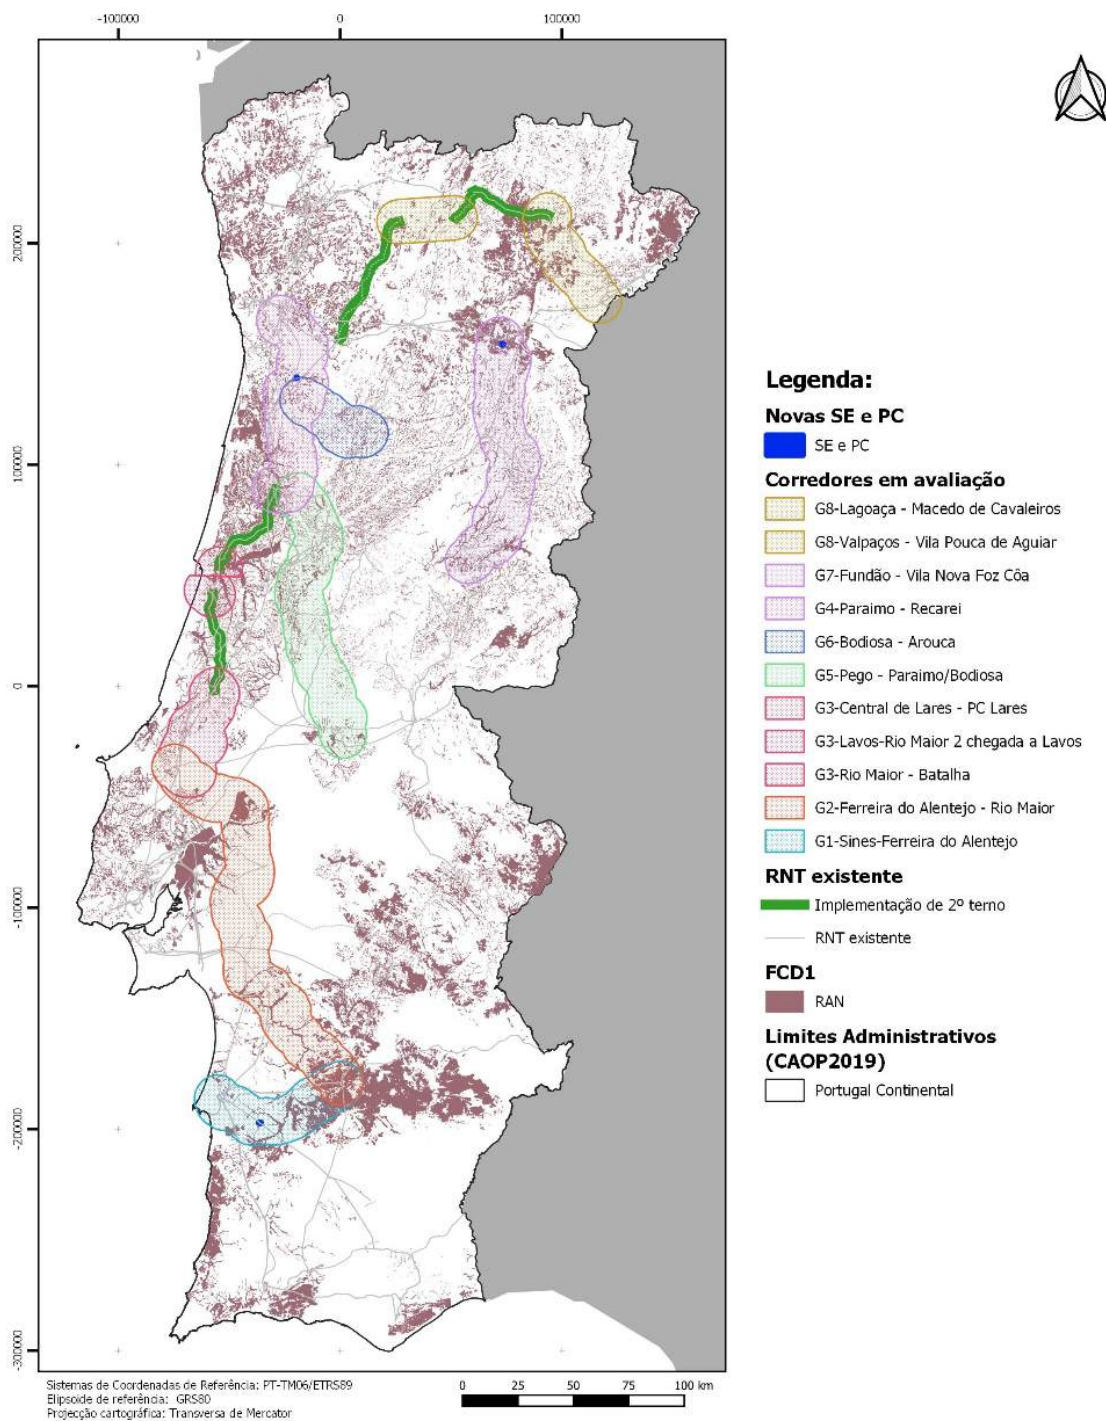 -100000
0
100000
200000
100000
0
-100000
-200000
-300000
Legenda:
Novas SE e PC
SE e PC
Corredores em avaliação
G8-Lagoaça - Macedo de Cavaleiros
G8-Valpaços - Vila Pouca de Aguiar
G7-Fundão - Vila Nova Foz Côa
G4-Paraimo - Recarei
G6-Bodiosa - Arouca
G5-Pego - Paraimo/Bodiosa
G3-Central de Lares - PC Lares
G3-Lavos-Rio Maior 2 chegada a Lavos
G3-Rio Maior - Batalha
G2-Ferreira do Alentejo - Rio Maior
G1-Sines-Ferreira do Alentejo
RNT existente
Implementação de 2º terno
RNT existente
FCD1
RAN
Limites Administrativos
(CAOP2019)
Portugal Continental
Sistemas de Coordenadas de Referência: PT-TM06/ETRS89
Elipsoide de referência: GRS80
Projecção cartográfica: Transversa de Mercator
0 25 50 75 100 km